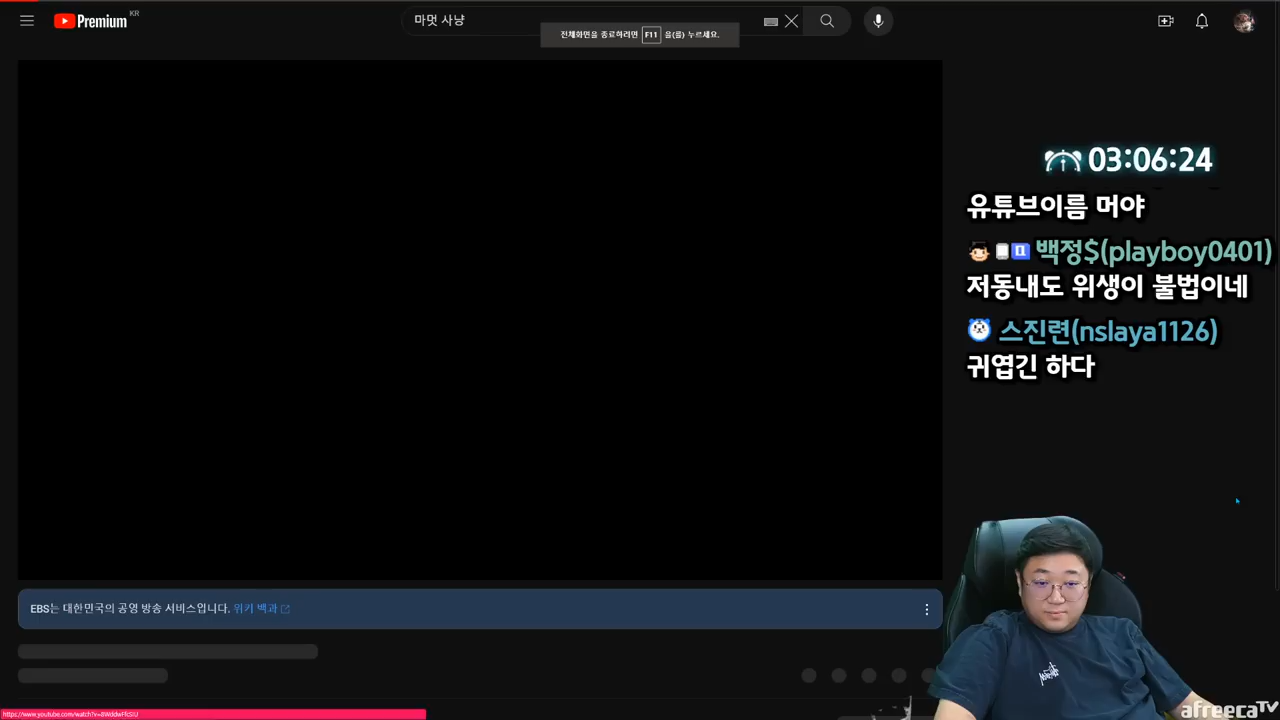 Premium KR
마멋 사냥
전체화면을 종료하려면 F11 을(를) 누르세요.
03:06:24
유튜브이름 머야
백정$(playboy0401)
저동내도 위생이 불법이네
스진련(nslaya1126)
귀엽긴 하다
EBS는 대한민국의 공영 방송 서비스입니다. 위키 백과
afreecaTV